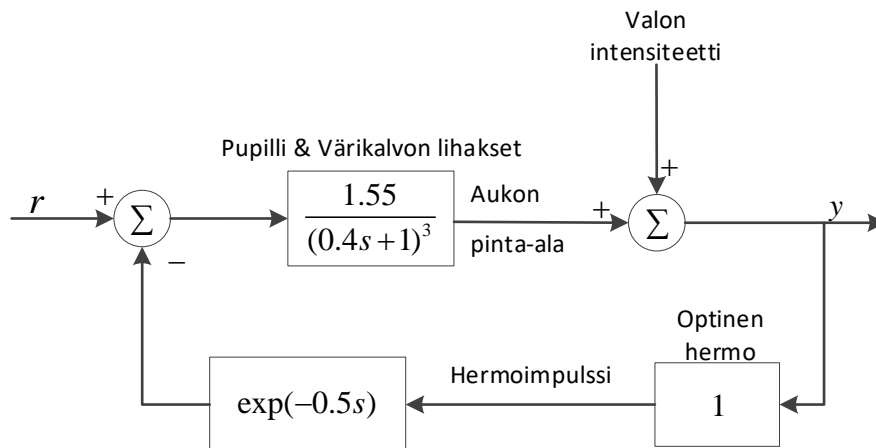 Valon
intensiteetti
Pupilli & Värikalvon lihakset
r
+
Σ
−
1.55
(0.4s+1)³
Aukon
pinta-ala
+
+
Σ
y
Optinen
hermo
exp(−0.5s)
Hermoimpulssi
1